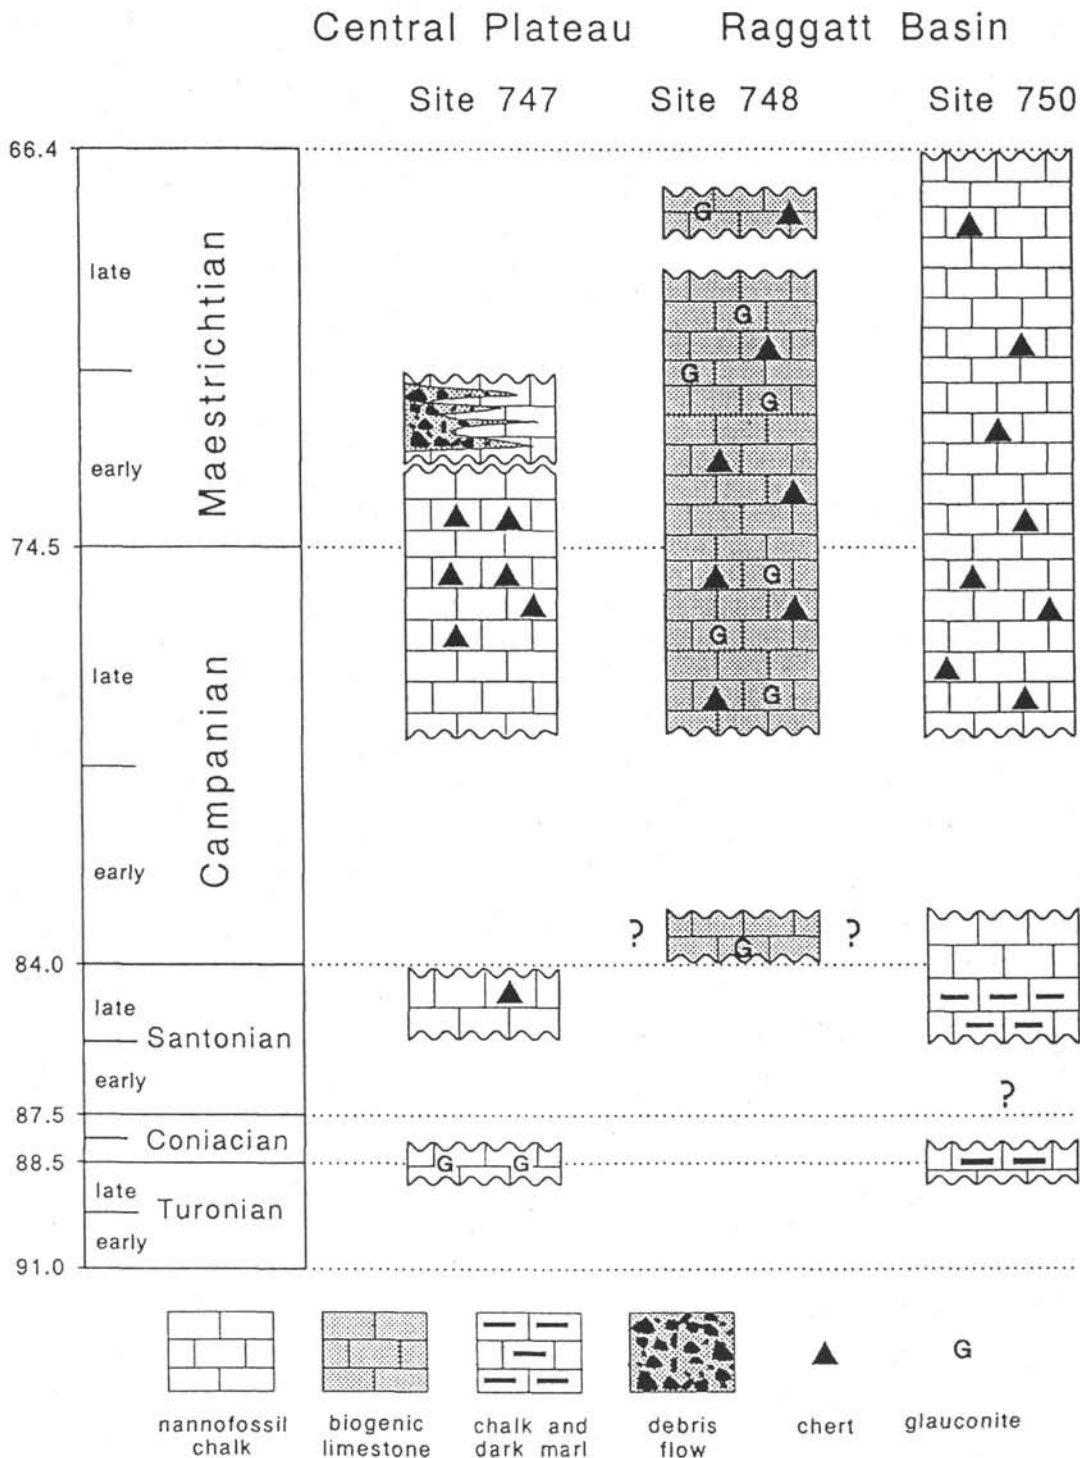 Central Plateau Raggatt Basin
Site 747 Site 748 Site 750
66.4
late
Maestrichtian
early
74.5
late
Campanian
early
84.0
late
Santonian
early
87.5
Coniacian
88.5
late
Turonian
early
91.0
G
G
G
G
G
G
G
? G ?
?
G G
G
nannofossil chalk
biogenic limestone
chalk and dark marl
debris flow
chert
glauconite